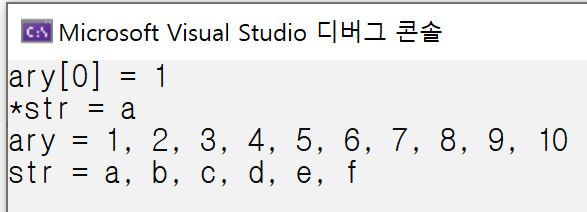 Microsoft Visual Studio 디버그 콘솔
ary[0] = 1
*str = a
ary = 1, 2, 3, 4, 5, 6, 7, 8, 9, 10
str = a, b, c, d, e, f